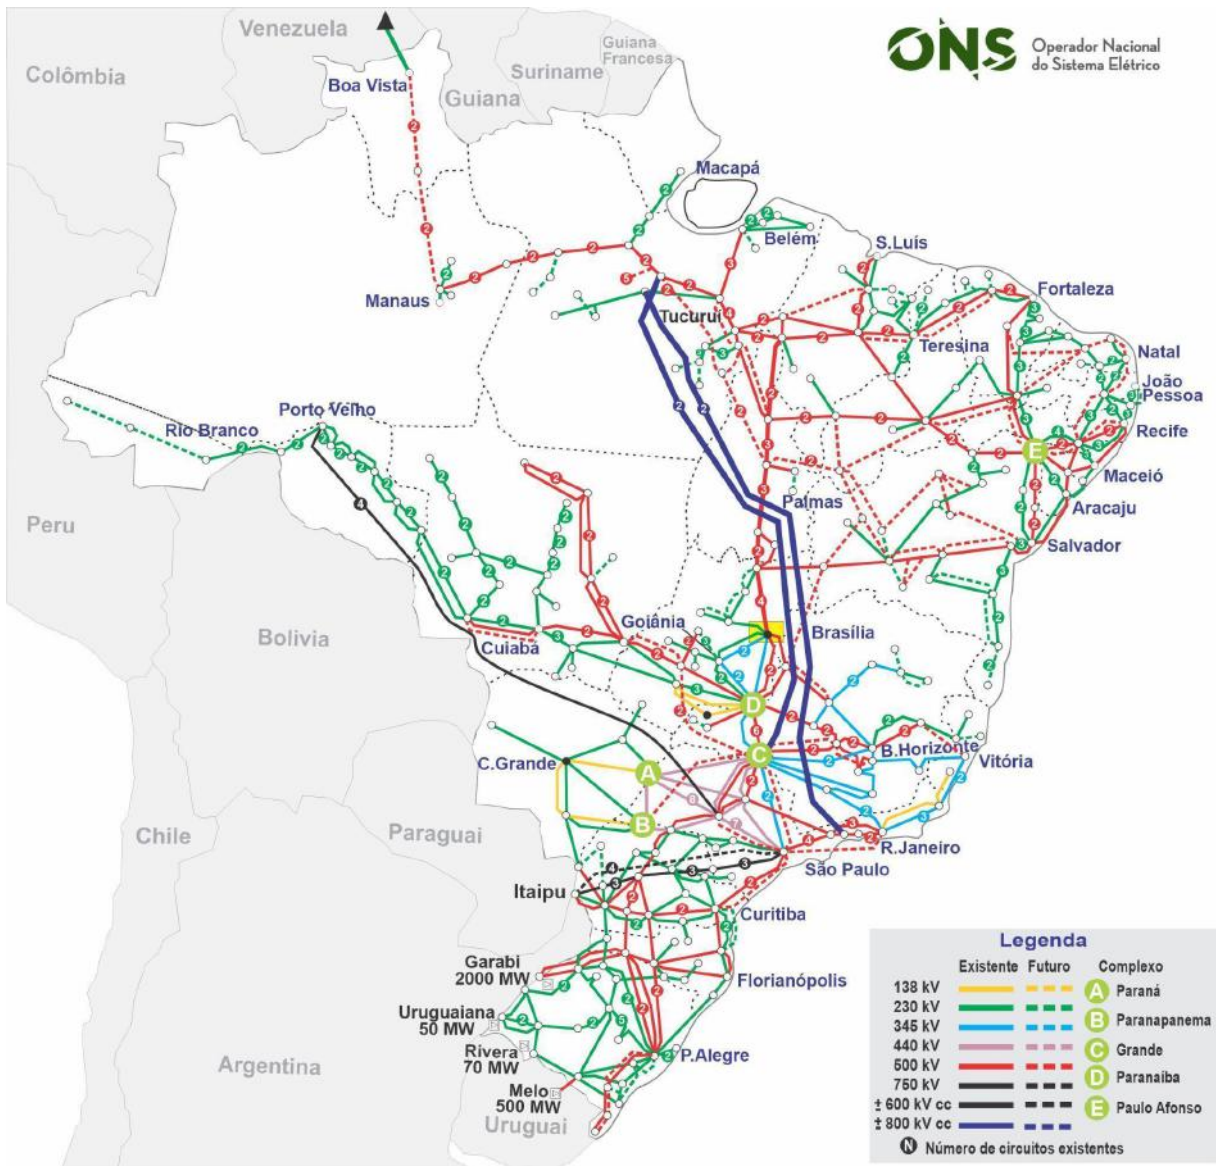 ONS
Operador Nacional
do Sistema Elétrico
Venezuela
Guiana
Francesa
Suriname
Colômbia
Boa Vista
Guiana
Macapá
Belém
S.Luís
Manaus
Fortaleza
Tucuruí
Teresina
Natal
João
Pessoa
Porto Velho
Rio Branco
Recife
Maceió
Palmas
Aracaju
Peru
Salvador
Bolivia
Goiânia
Brasília
Cuiabá
D
C
B.Horizonte
Vitória
C.Grande
A
B
E
Chile
Paraguai
R.Janeiro
São Paulo
Itaipu
Curitiba
Garabi
2000 MW
Florianópolis
Uruguaiana
50 MW
Rivera
70 MW
P.Alegre
Argentina
Melo
500 MW
Uruguai
Legenda
Existente Futuro Complexo
138 kV A Paraná
230 kV
345 kV B Paranapanema
440 kV C Grande
500 kV D Paranaíba
750 kV
± 600 kV cc E Paulo Afonso
± 800 kV cc
N Número de circuitos existentes